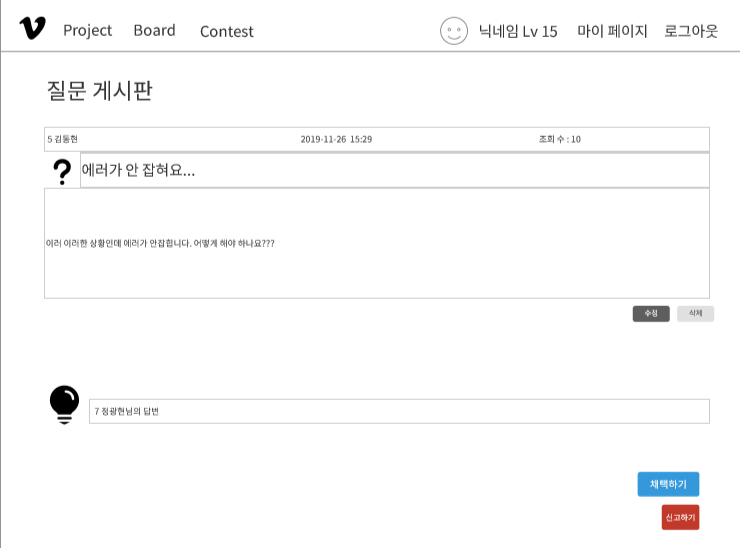 Project Board Contest 닉네임 Lv 15 마이 페이지 로그아웃
질문 게시판
5 김동현 2019-11-26 15:29 조회 수 : 10
? 에러가 안 잡혀요...
이러 이러한 상황인데 에러가 안잡힙니다. 어떻게 해야 하나요???
수정 삭제
7 정광현님의 답변
채택하기
신고하기